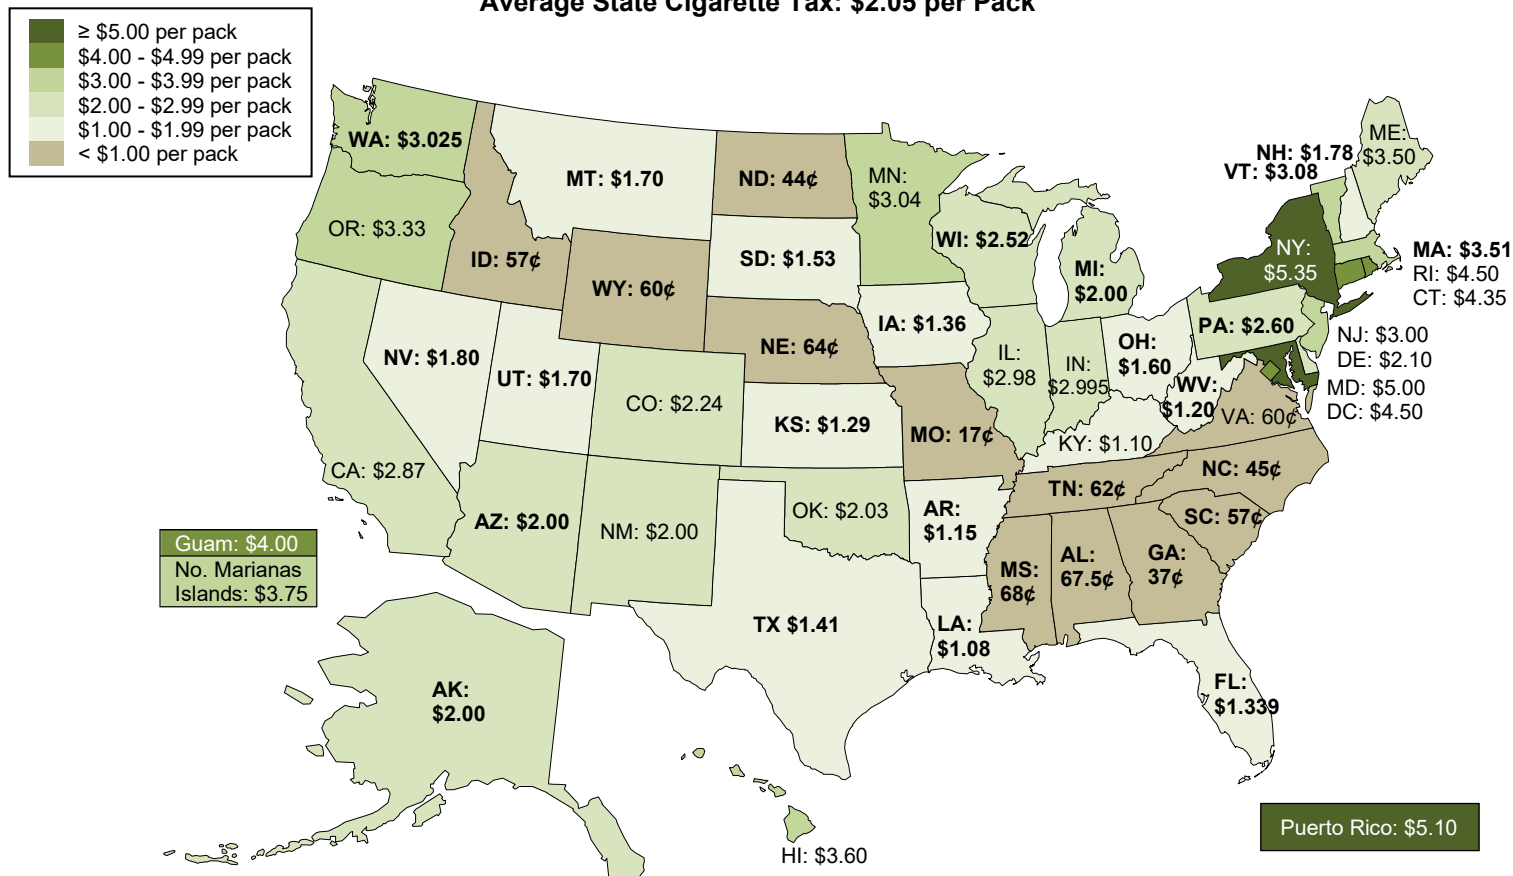 Average State Cigarette Tax: $2.05 per Pack
≥ $5.00 per pack
$4.00 - $4.99 per pack
$3.00 - $3.99 per pack
$2.00 - $2.99 per pack
$1.00 - $1.99 per pack
< $1.00 per pack
WA: $3.025
MT: $1.70
ND: 44¢
MN:
$3.04
NH: $1.78
VT: $3.08
ME:
$3.50
OR: $3.33
ID: 57¢
SD: $1.53
WI: $2.52
MI:
$2.00
NY:
$5.35
MA: $3.51
RI: $4.50
CT: $4.35
WY: 60¢
NE: 64¢
IA: $1.36
PA: $2.60
NJ: $3.00
DE: $2.10
MD: $5.00
DC: $4.50
NV: $1.80
UT: $1.70
CO: $2.24
KS: $1.29
MO: 17¢
IL:
$2.98
IN:
$2.995
OH:
$1.60
WV:
$1.20
VA: 60¢
KY: $1.10
CA: $2.87
AZ: $2.00
NM: $2.00
OK: $2.03
AR:
$1.15
TN: 62¢
NC: 45¢
SC: 57¢
MS:
68¢
AL:
67.5¢
GA:
37¢
TX $1.41
LA:
$1.08
FL:
$1.339
Guam: $4.00
No. Marianas
Islands: $3.75
AK:
$2.00
HI: $3.60
Puerto Rico: $5.10